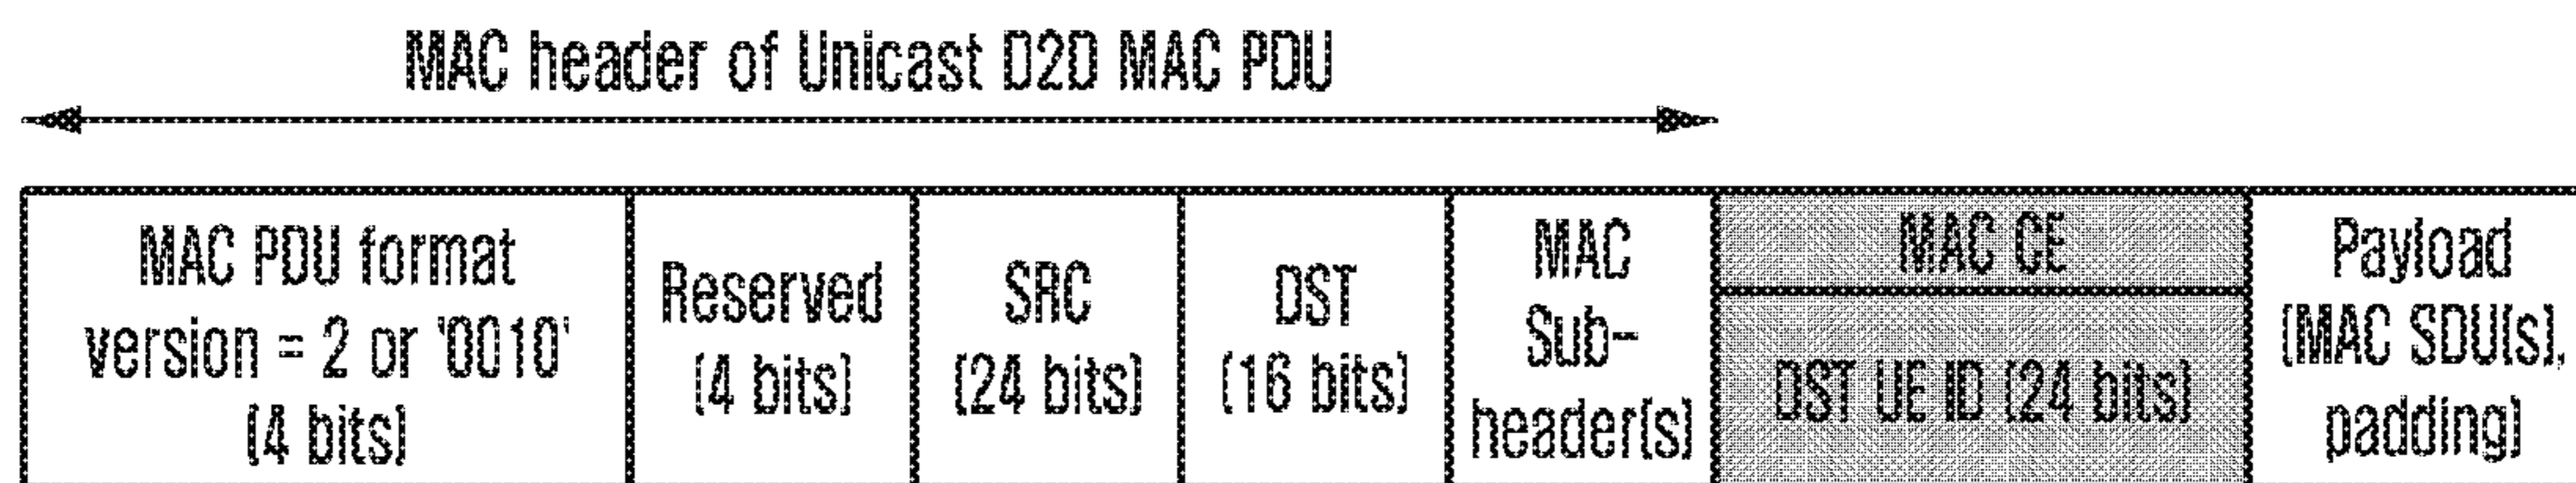 MAC header of Unicast D2D MAC PDU
MAC PDU format
version = 2 or '0010'
(4 bits)
Reserved
(4 bits)
SRC
(24 bits)
DST
(16 bits)
MAC
Sub-
header(s)
MAC CE
DST UE ID (24 bits)
Payload
(MAC SDU(s),
padding)